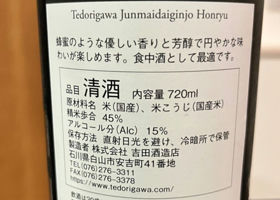 Tedorigawa Junmaidaiginjo Honryu
蜂蜜のような優しい香りと芳醇で円やかな味
わいが楽しめます。食中酒として最適です。
品目 清酒 内容量 720ml
原材料名 米(国産)、米こうじ(国産米)
精米歩合 45%
アルコール分(Alc) 15%
保存方法 直射日光を避け、冷暗所で保管
製造者 株式会社 吉田酒造店
石川県白山市安吉町41番地
電話 (076)276-3311
FAX (076)276-3378
www.tedorigawa.com/